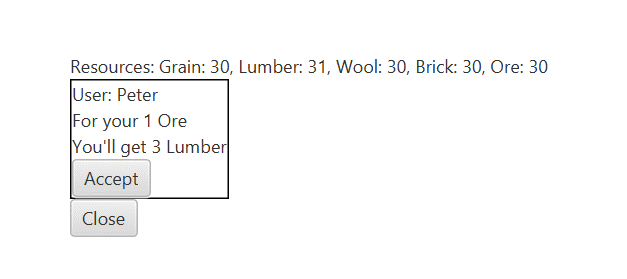 Resources: Grain: 30, Lumber: 31, Wool: 30, Brick: 30, Ore: 30
User: Peter
For your 1 Ore
You'll get 3 Lumber
Accept
Close